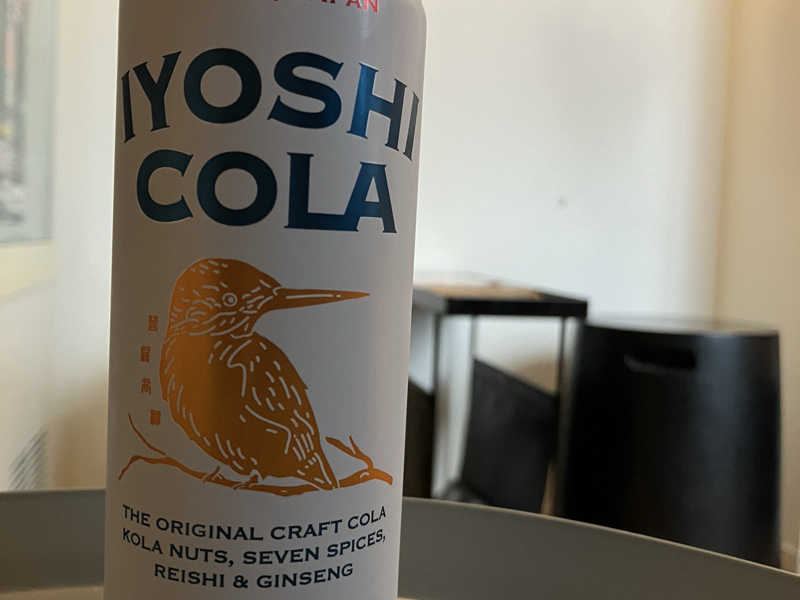 IYOSHI
COLA
THE ORIGINAL CRAFT COLA
KOLA NUTS, SEVEN SPICES,
REISHI & GINSENG